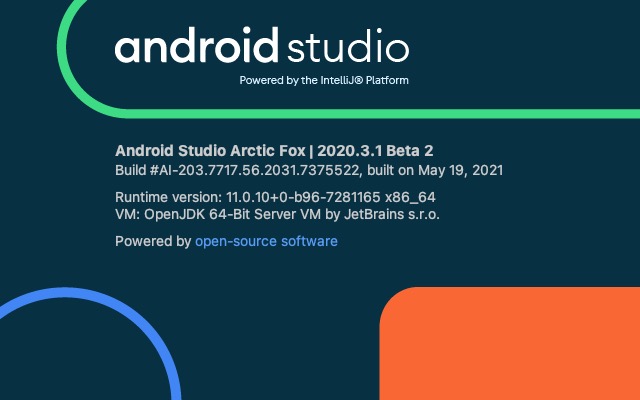 android studio
Powered by the IntelliJ® Platform
Android Studio Arctic Fox | 2020.3.1 Beta 2
Build #AI-203.7717.56.2031.7375522, built on May 19, 2021
Runtime version: 11.0.10+0-b96-7281165 x86_64
VM: OpenJDK 64-Bit Server VM by JetBrains s.r.o.
Powered by open-source software